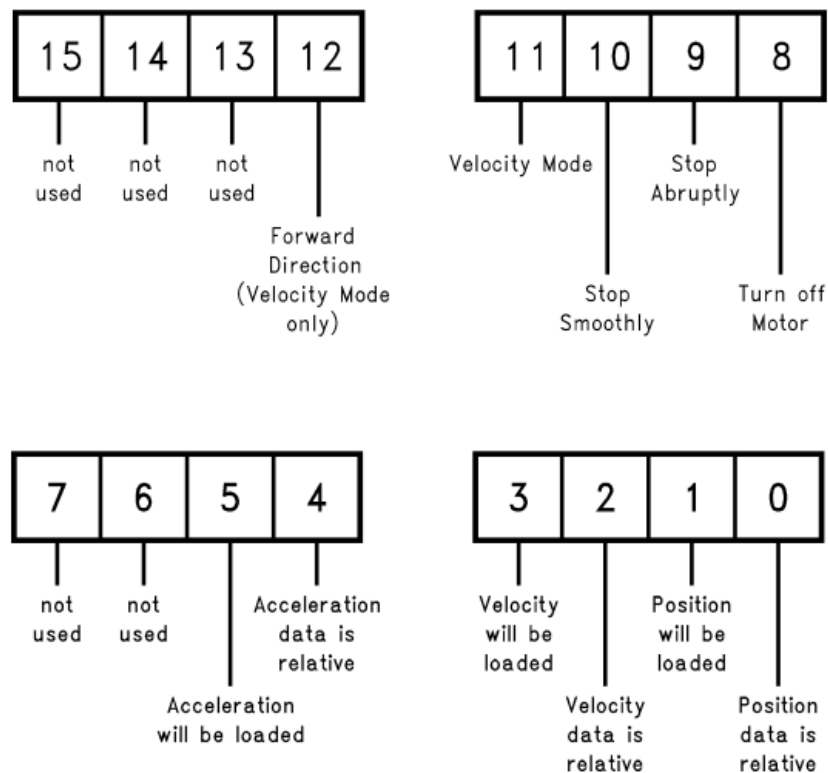 15 14 13 12
11 10 9 8
not
used
not
used
not
used
Forward
Direction
(Velocity Mode
only)
Velocity Mode
Stop
Smoothly
Stop
Abruptly
Turn off
Motor
7 6 5 4
3 2 1 0
not
used
not
used
Acceleration
will be loaded
Acceleration
data is
relative
Velocity
will be
loaded
Velocity
data is
relative
Position
will be
loaded
Position
data is
relative